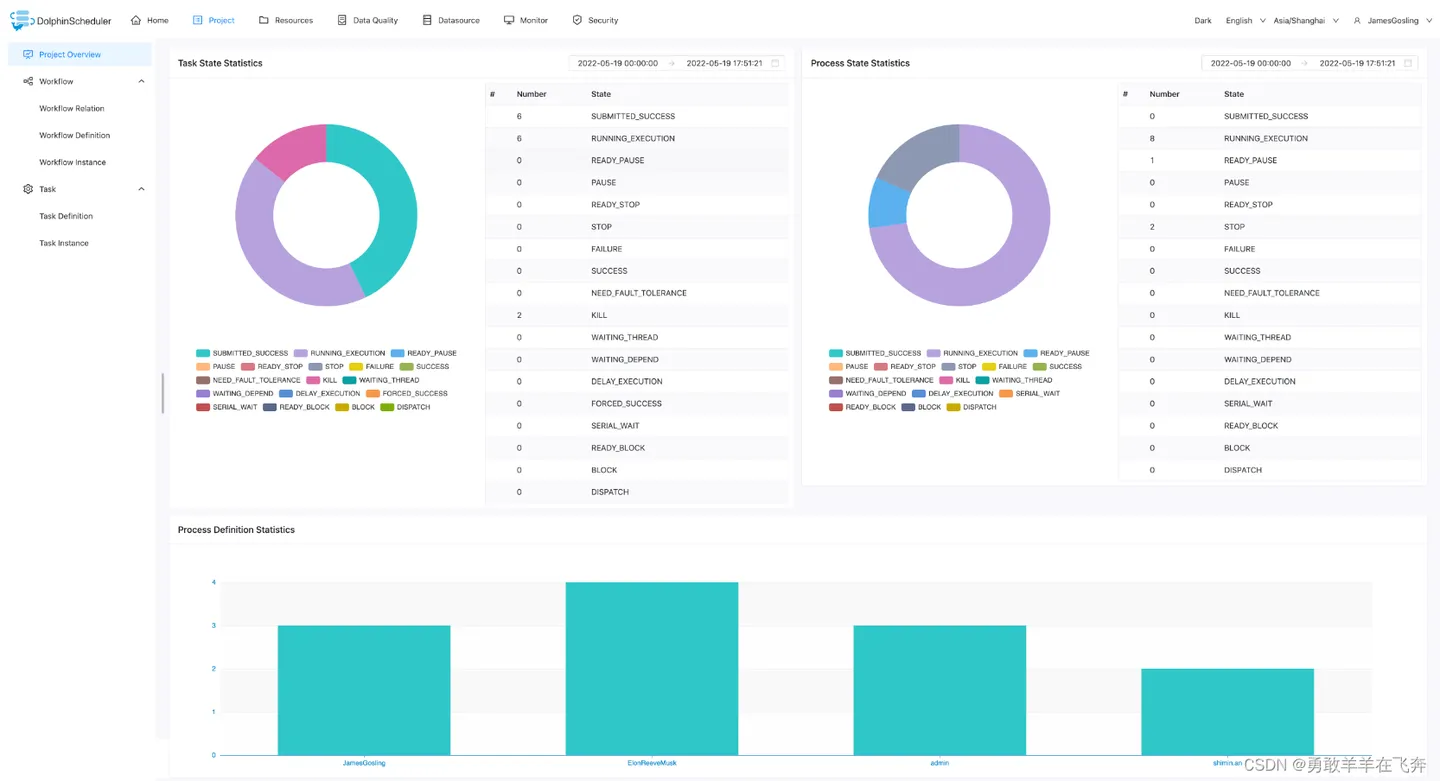 DolphinScheduler Home Project Resources Data Quality Datasource Monitor Security Dark English Asia/Shanghai JamesGosling
Project Overview
Workflow
Workflow Relation
Workflow Definition
Workflow Instance
Task
Task Definition
Task Instance
Task State Statistics 2022-05-19 00:00:00 → 2022-05-19 17:51:21
# Number State
6 SUBMITTED_SUCCESS
6 RUNNING_EXECUTION
0 READY_PAUSE
0 PAUSE
0 READY_STOP
0 STOP
0 FAILURE
0 SUCCESS
0 NEED_FAULT_TOLERANCE
2 KILL
0 WAITING_THREAD
0 WAITING_DEPEND
0 DELAY_EXECUTION
0 FORCED_SUCCESS
0 SERIAL_WAIT
0 READY_BLOCK
0 BLOCK
0 DISPATCH
SUBMITTED_SUCCESS RUNNING_EXECUTION READY_PAUSE
PAUSE READY_STOP STOP FAILURE SUCCESS
NEED_FAULT_TOLERANCE KILL WAITING_THREAD
WAITING_DEPEND DELAY_EXECUTION FORCED_SUCCESS
SERIAL_WAIT READY_BLOCK BLOCK DISPATCH
Process State Statistics 2022-05-19 00:00:00 → 2022-05-19 17:51:21
# Number State
0 SUBMITTED_SUCCESS
8 RUNNING_EXECUTION
1 READY_PAUSE
0 PAUSE
0 READY_STOP
2 STOP
0 FAILURE
0 SUCCESS
0 NEED_FAULT_TOLERANCE
0 KILL
0 WAITING_THREAD
0 WAITING_DEPEND
0 DELAY_EXECUTION
0 SERIAL_WAIT
0 READY_BLOCK
0 BLOCK
0 DISPATCH
SUBMITTED_SUCCESS RUNNING_EXECUTION READY_PAUSE
PAUSE READY_STOP STOP FAILURE SUCCESS
NEED_FAULT_TOLERANCE KILL WAITING_THREAD
WAITING_DEPEND DELAY_EXECUTION SERIAL_WAIT
READY_BLOCK BLOCK DISPATCH
Process Definition Statistics
4
3
2
1
0
JamesGosling ElonReeveMusk admin shimin.an
CSDN @勇敢羊羊在飞奔